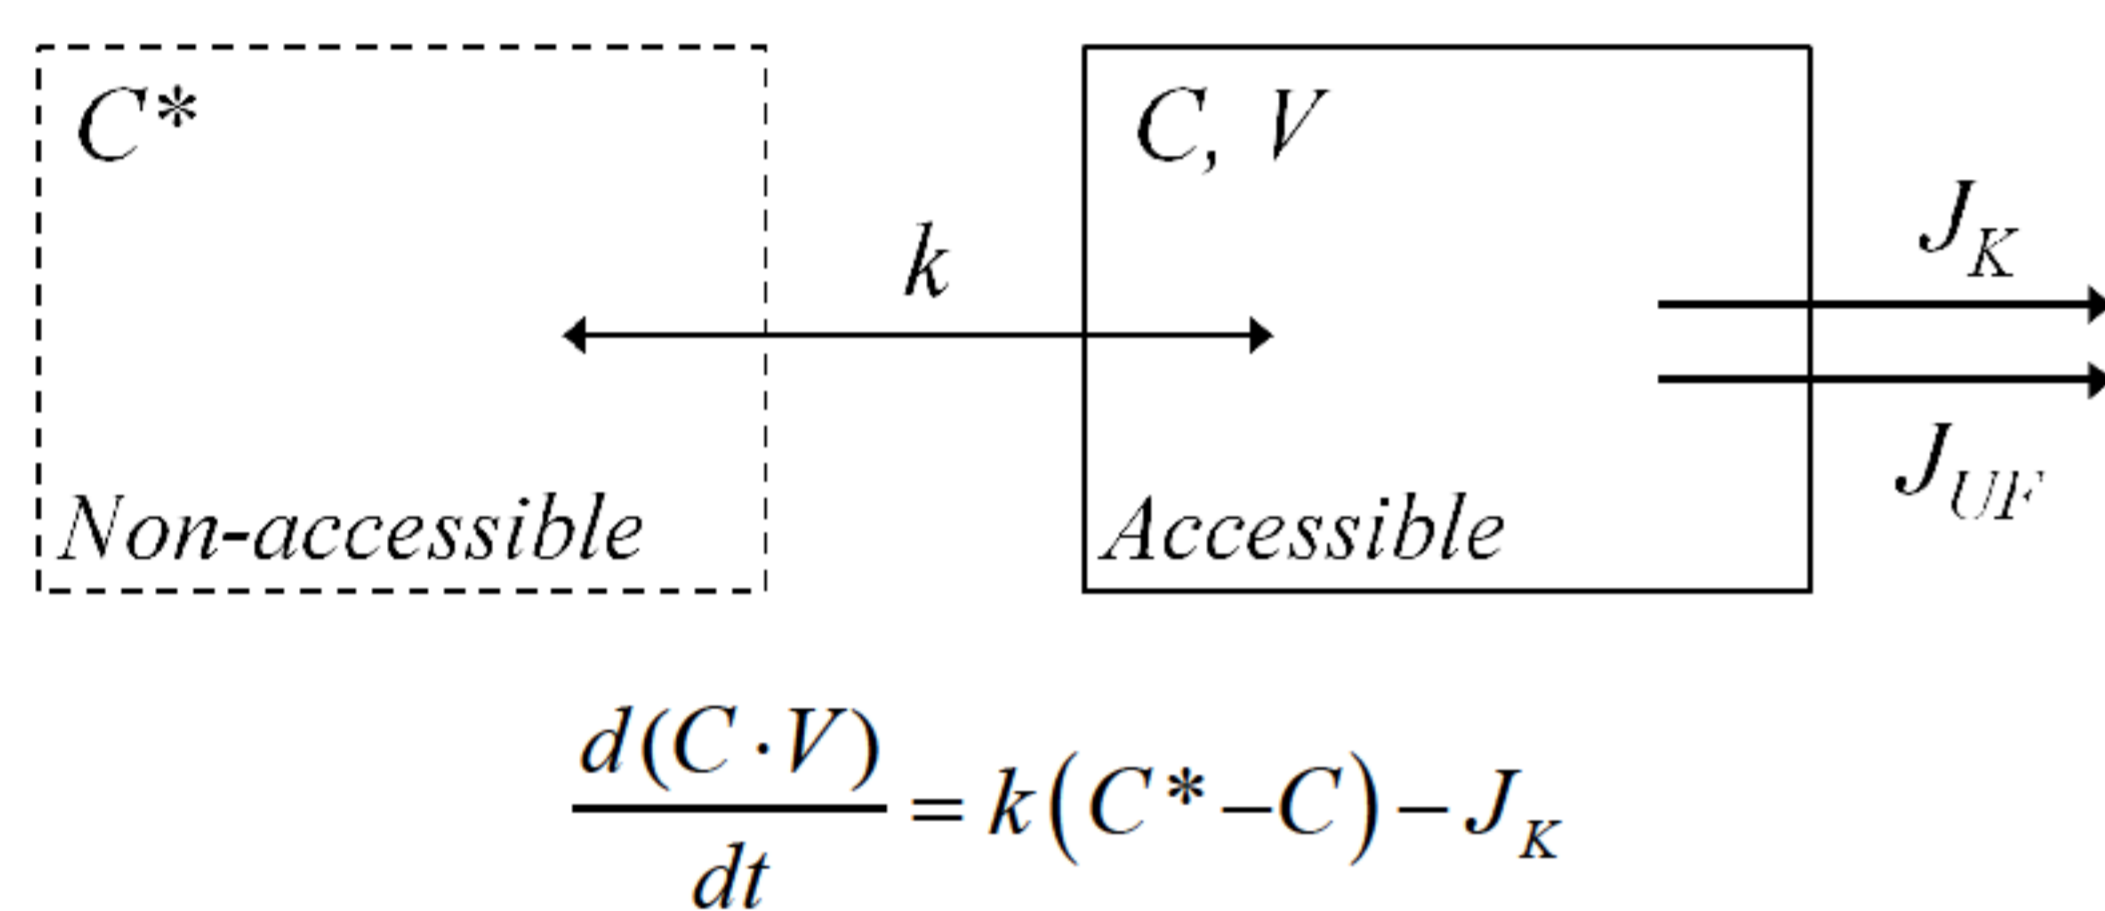 C*
C, V
k
J_K
J_UF
Non-accessible
Accessible
d(C·V)/dt = k(C*–C)–J_K